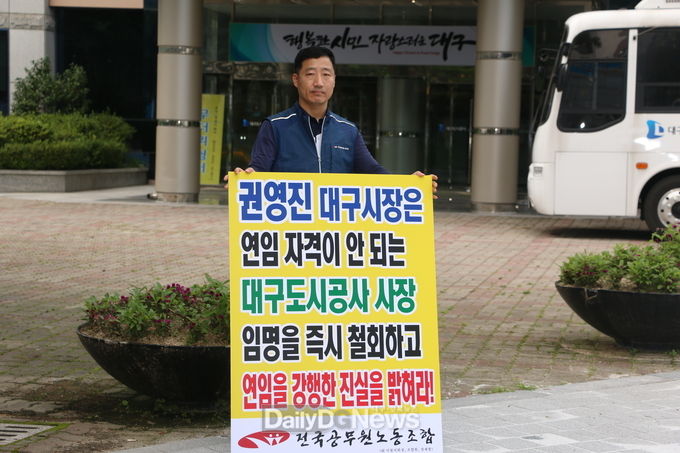 행복한 시민 자랑스러운 대구
권영진 대구시장은
연임 자격이 안 되는
대구도시공사 사장
임명을 즉시 철회하고
연임을 강행한 진실을 밝혀라!
DailyDGNews
전국공무원노동조합